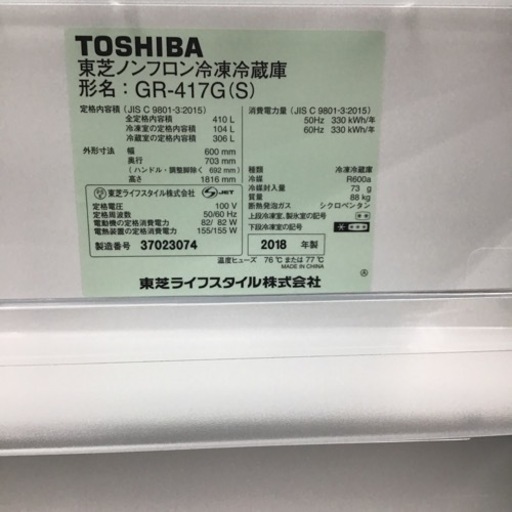 TOSHIBA
東芝ノンフロン冷凍冷蔵庫
形名：GR-417G(S)
定格内容積（JIS C 9801-3:2015）
全定格内容積 410 L
冷凍室の定格内容積 104 L
冷蔵室の定格内容積 306 L
外形寸法 幅 600 mm
奥行 703 mm
（ハンドル・調整脚除く 692 mm）
高さ 1816 mm
東芝ライフスタイル株式会社 JET
定格電圧 100 V
定格周波数 50/60 Hz
電動機の定格消費電力 82/ 82 W
電熱装置の定格消費電力 155/155 W
製造番号 37023074
消費電力量（JIS C 9801-3:2015）
50Hz 330 kWh/年
60Hz 330 kWh/年
種類 冷凍冷蔵庫
冷媒 R600a
冷媒封入量 73 g
質量 88 kg
断熱発泡ガス シクロペンタン
上段冷凍室、製氷室の記号
下段冷凍室の記号
2018 年製
温度ヒューズ 76 ℃ または 77 ℃
MADE IN CHINA
Ⓐ
東芝ライフスタイル株式会社